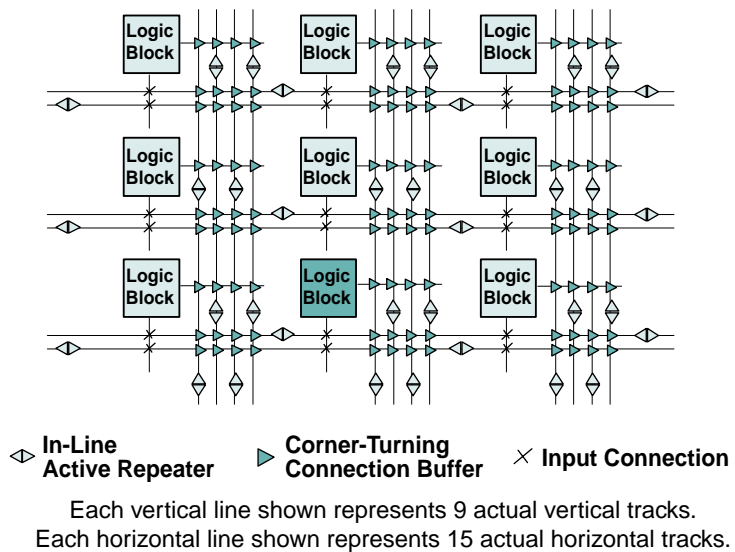 Logic Logic Logic
Block Block Block
Logic Logic Logic
Block Block Block
Logic Logic Logic
Block Block Block
In-Line Corner-Turning
Active Repeater Connection Buffer Input Connection
Each vertical line shown represents 9 actual vertical tracks.
Each horizontal line shown represents 15 actual horizontal tracks.